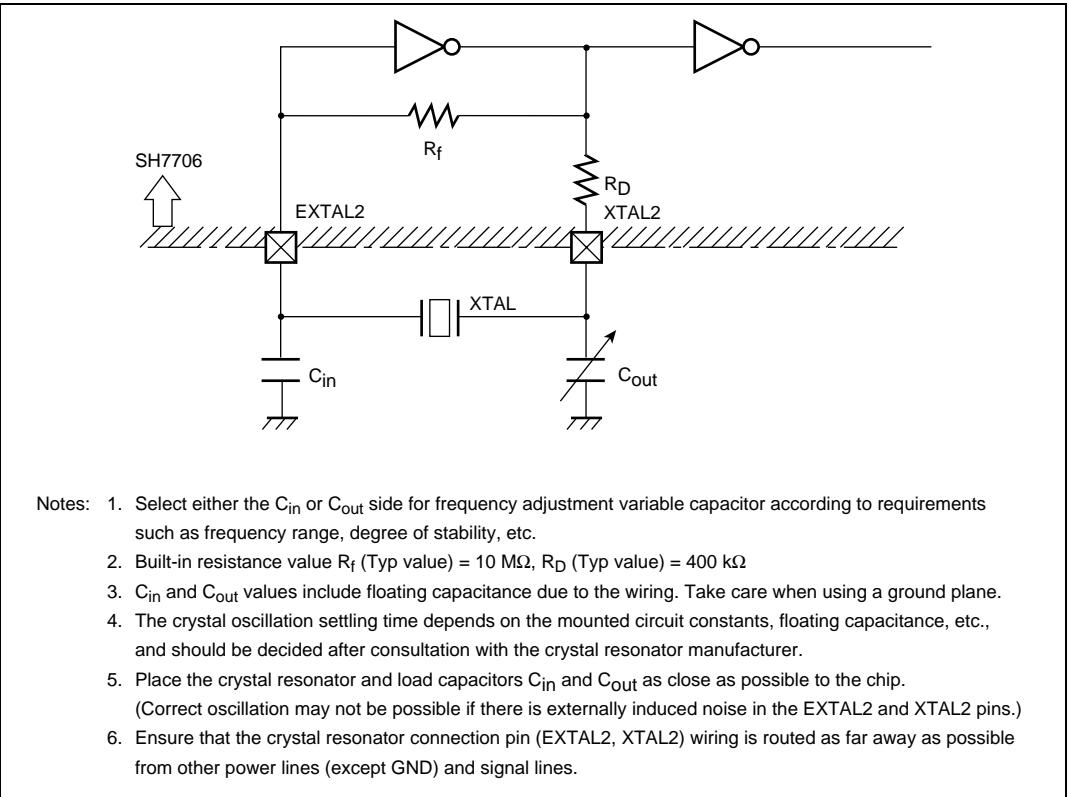 Rf
SH7706
RD
EXTAL2
XTAL2
XTAL
Cin
Cout
Notes: 1. Select either the Cin or Cout side for frequency adjustment variable capacitor according to requirements
such as frequency range, degree of stability, etc.
2. Built-in resistance value Rf (Typ value) = 10 MΩ, RD (Typ value) = 400 kΩ
3. Cin and Cout values include floating capacitance due to the wiring. Take care when using a ground plane.
4. The crystal oscillation settling time depends on the mounted circuit constants, floating capacitance, etc.,
and should be decided after consultation with the crystal resonator manufacturer.
5. Place the crystal resonator and load capacitors Cin and Cout as close as possible to the chip.
(Correct oscillation may not be possible if there is externally induced noise in the EXTAL2 and XTAL2 pins.)
6. Ensure that the crystal resonator connection pin (EXTAL2, XTAL2) wiring is routed as far away as possible
from other power lines (except GND) and signal lines.